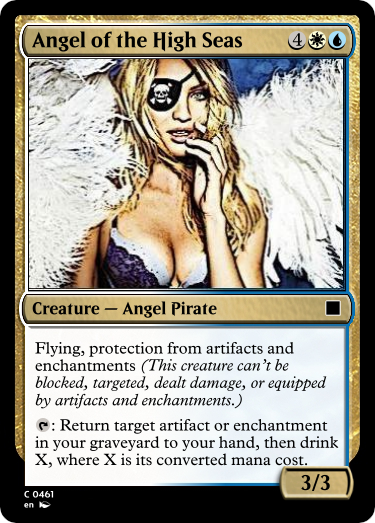 Angel of the High Seas 4
Creature — Angel Pirate
Flying, protection from artifacts and
enchantments (This creature can't be
blocked, targeted, dealt damage, or equipped
by artifacts and enchantments.)
: Return target artifact or enchantment
in your graveyard to your hand, then drink
X, where X is its converted mana cost.
3/3
C 0461
en